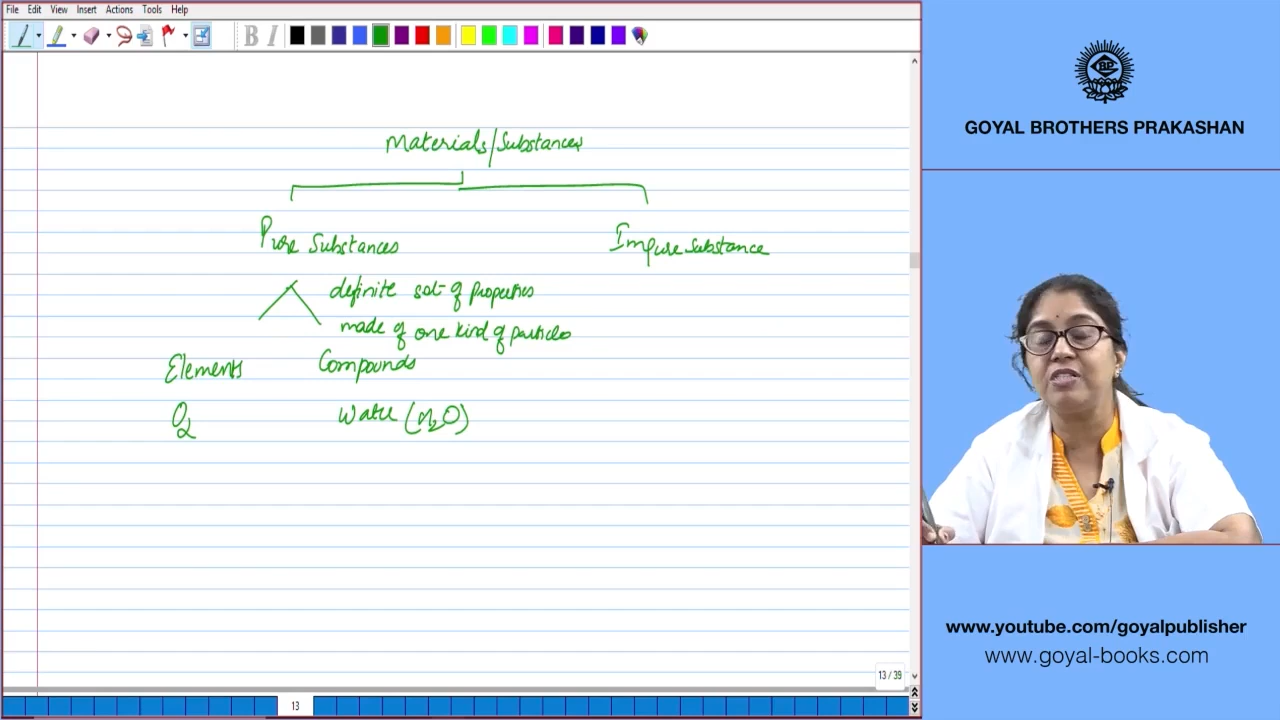 File Edit View Insert Actions Tools Help
B I
GBP
GOYAL BROTHERS PRAKASHAN
Materials/Substances
Pure Substances
Impure Substance
definite set of properties
made of one kind of particles
Elements
Compounds
O2
Water (H2O)
www.youtube.com/goyalpublisher
www.goyal-books.com
13 / 39
13